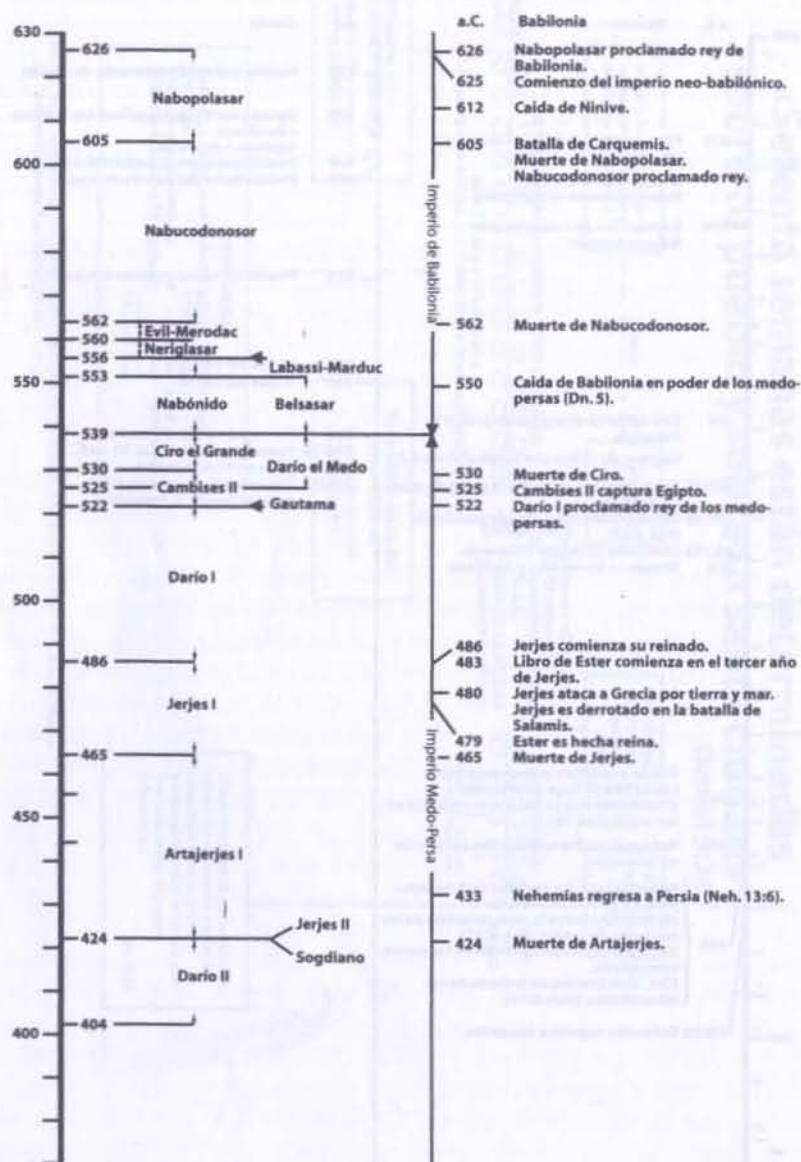 630
626
Nabopolasar
605
600
Nabucodonosor
562
Evil-Merodac
560
Neriglasar
556
Labassi-Marduc
553
550
Nabónido Belsasar
539
Ciro el Grande
Darío el Medo
530
525 Cambises II
522 Gautama
Darío I
500
486
Jerjes I
465
450
Artajerjes I
Jerjes II
424
Sogdiano
Darío II
404
400
a.C. Babilonia
626 Nabopolasar proclamado rey de
Babilonia.
625 Comienzo del imperio neo-babilónico.
612 Caida de Ninive.
605 Batalla de Carquemis.
Muerte de Nabopolasar.
Nabucodonosor proclamado rey.
Imperio de Babilonia
562 Muerte de Nabucodonosor.
550 Caida de Babilonia en poder de los medo-
persas (Dn. 5).
530 Muerte de Ciro.
525 Cambises II captura Egipto.
522 Darío I proclamado rey de los medo-
persas.
486 Jerjes comienza su reinado.
483 Libro de Ester comienza en el tercer año
de Jerjes.
480 Jerjes ataca a Grecia por tierra y mar.
Jerjes es derrotado en la batalla de
Salamis.
479 Ester es hecha reina.
465 Muerte de Jerjes.
Imperio Medo-Persa
433 Nehemías regresa a Persia (Neh. 13:6).
424 Muerte de Artajerjes.